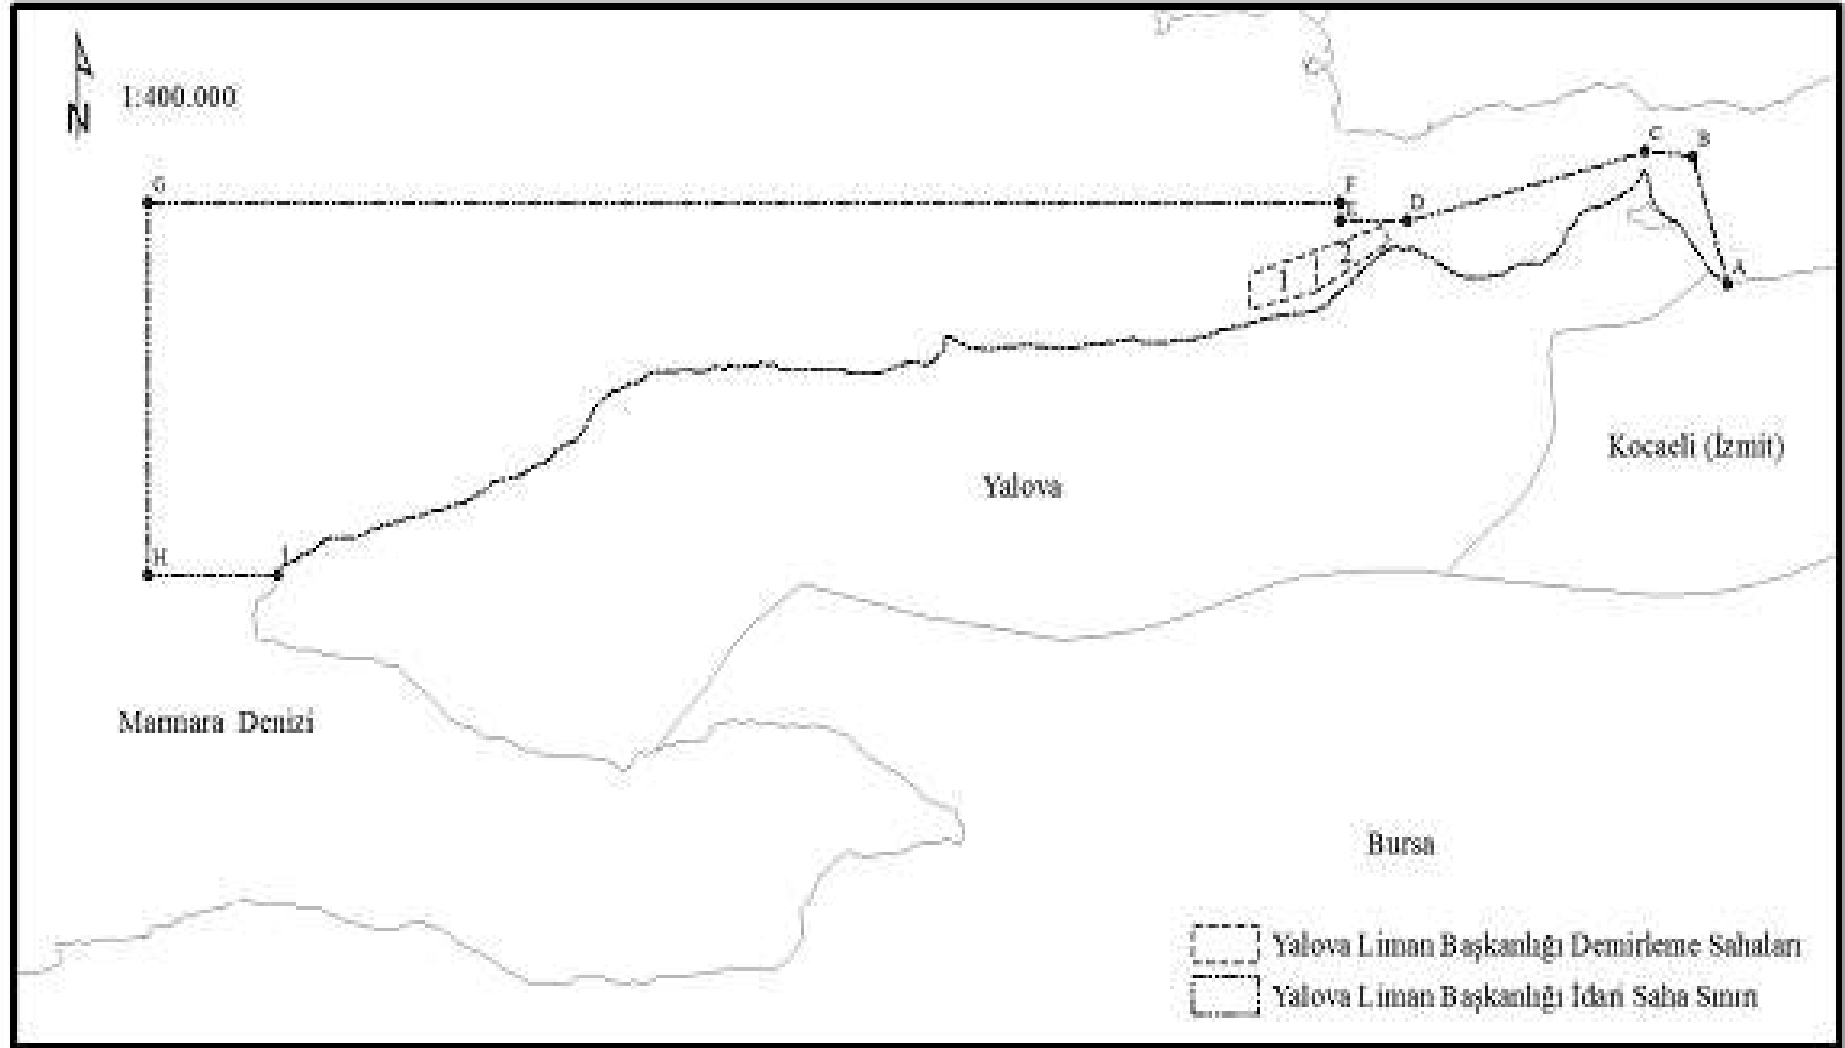 1:400.000
N
C
B
G
F
E
D
A
Kocaeli (İzmit)
Yalova
H
I
Marmara Denizi
Bursa
Yalova Liman Başkanlığı Demirleme Sahaları
Yalova Liman Başkanlığı İdari Saha Sınırı